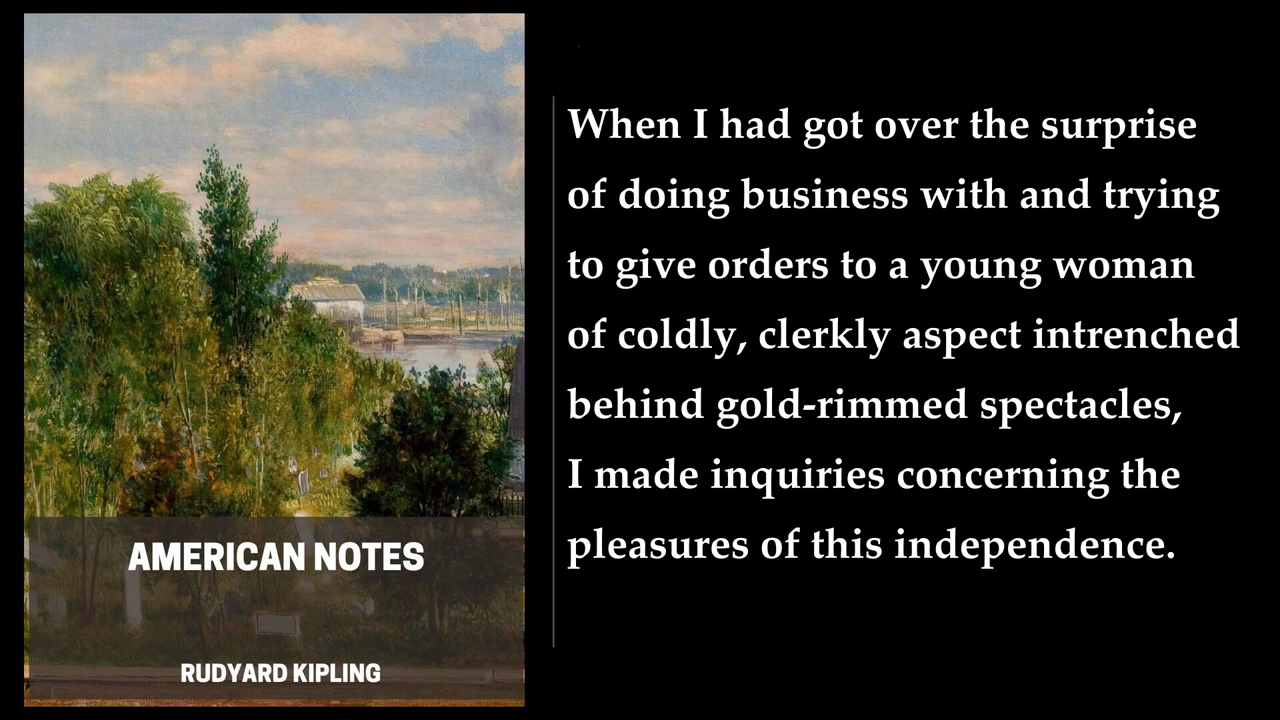 AMERICAN NOTES
RUDYARD KIPLING
When I had got over the surprise
of doing business with and trying
to give orders to a young woman
of coldly, clerkly aspect intrenched
behind gold-rimmed spectacles,
I made inquiries concerning the
pleasures of this independence.